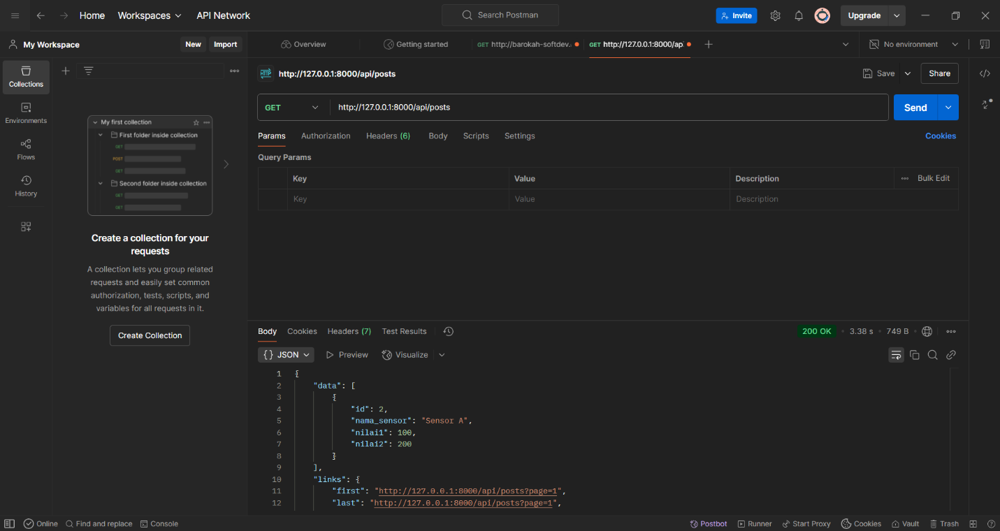 Home Workspaces API Network Search Postman Invite Upgrade
My Workspace New Import Overview Getting started GET http://barokah-softdev. GET http://127.0.0.1:8000/ap No environment
Collections
Environments
Flows
History
My first collection
First folder inside collection
GET
POST
GET
Second folder inside collection
GET
GET
Create a collection for your
requests
A collection lets you group related
requests and easily set common
authorization, tests, scripts, and
variables for all requests in it.
Create Collection
HTTP http://127.0.0.1:8000/api/posts Save Share
GET http://127.0.0.1:8000/api/posts Send
Params Authorization Headers (6) Body Scripts Settings Cookies
Query Params
Key Value Description Bulk Edit
Key Value Description
Body Cookies Headers (7) Test Results 200 OK 3.38 s 749 B
{} JSON Preview Visualize
1 {
2 "data": [
3 {
4 "id": 2,
5 "nama_sensor": "Sensor A",
6 "nilai1": 100,
7 "nilai2": 200
8 }
9 ],
10 "links": {
11 "first": "http://127.0.0.1:8000/api/posts?page=1",
12 "last": "http://127.0.0.1:8000/api/posts?page=1",
Online Find and replace Console Postbot Runner Start Proxy Cookies Vault Trash